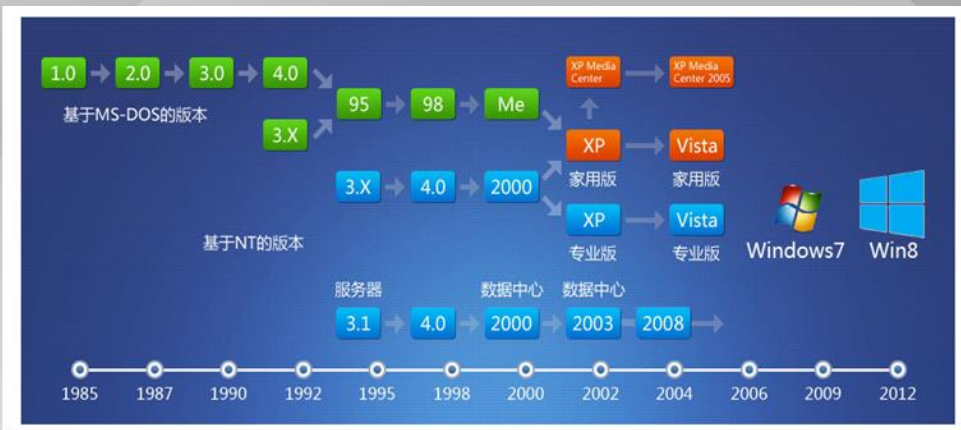 1.0
2.0
3.0
4.0
基于MS-DOS的版本
3.X
95
98
Me
XP Media
Center
XP Media
Center 2005
XP
家用版
Vista
家用版
3.X
4.0
2000
XP
专业版
Vista
专业版
基于NT的版本
Windows7
Win8
服务器
数据中心
数据中心
3.1
4.0
2000
2003
2008
1985
1987
1990
1992
1995
1998
2000
2002
2004
2006
2009
2012